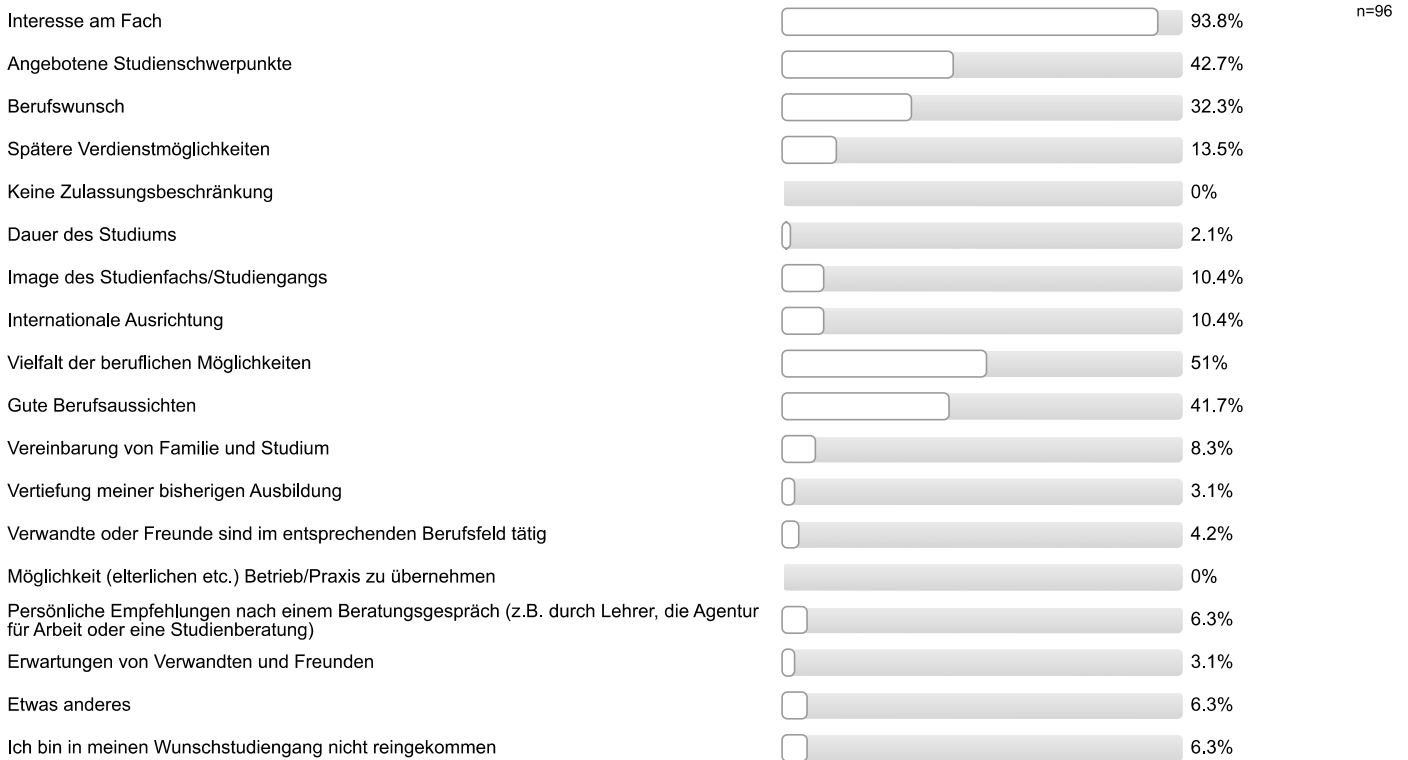 Interesse am Fach 93.8% n=96
Angebotene Studienschwerpunkte 42.7%
Berufswunsch 32.3%
Spätere Verdienstmöglichkeiten 13.5%
Keine Zulassungsbeschränkung 0%
Dauer des Studiums 2.1%
Image des Studienfachs/Studiengangs 10.4%
Internationale Ausrichtung 10.4%
Vielfalt der beruflichen Möglichkeiten 51%
Gute Berufsaussichten 41.7%
Vereinbarung von Familie und Studium 8.3%
Vertiefung meiner bisherigen Ausbildung 3.1%
Verwandte oder Freunde sind im entsprechenden Berufsfeld tätig 4.2%
Möglichkeit (elterlichen etc.) Betrieb/Praxis zu übernehmen 0%
Persönliche Empfehlungen nach einem Beratungsgespräch (z.B. durch Lehrer, die Agentur
für Arbeit oder eine Studienberatung) 6.3%
Erwartungen von Verwandten und Freunden 3.1%
Etwas anderes 6.3%
Ich bin in meinen Wunschstudiengang nicht reingekommen 6.3%